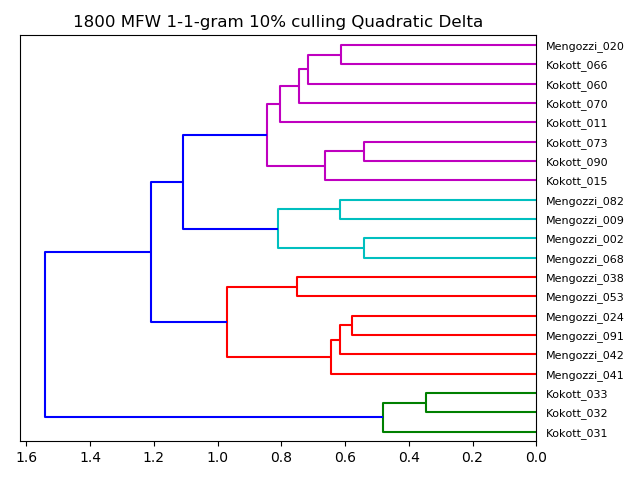 1800 MFW 1-1-gram 10% culling Quadratic Delta
Mengozzi_020
Kokott_066
Kokott_060
Kokott_070
Kokott_011
Kokott_073
Kokott_090
Kokott_015
Mengozzi_082
Mengozzi_009
Mengozzi_002
Mengozzi_068
Mengozzi_038
Mengozzi_053
Mengozzi_024
Mengozzi_091
Mengozzi_042
Mengozzi_041
Kokott_033
Kokott_032
Kokott_031
1.6 1.4 1.2 1.0 0.8 0.6 0.4 0.2 0.0